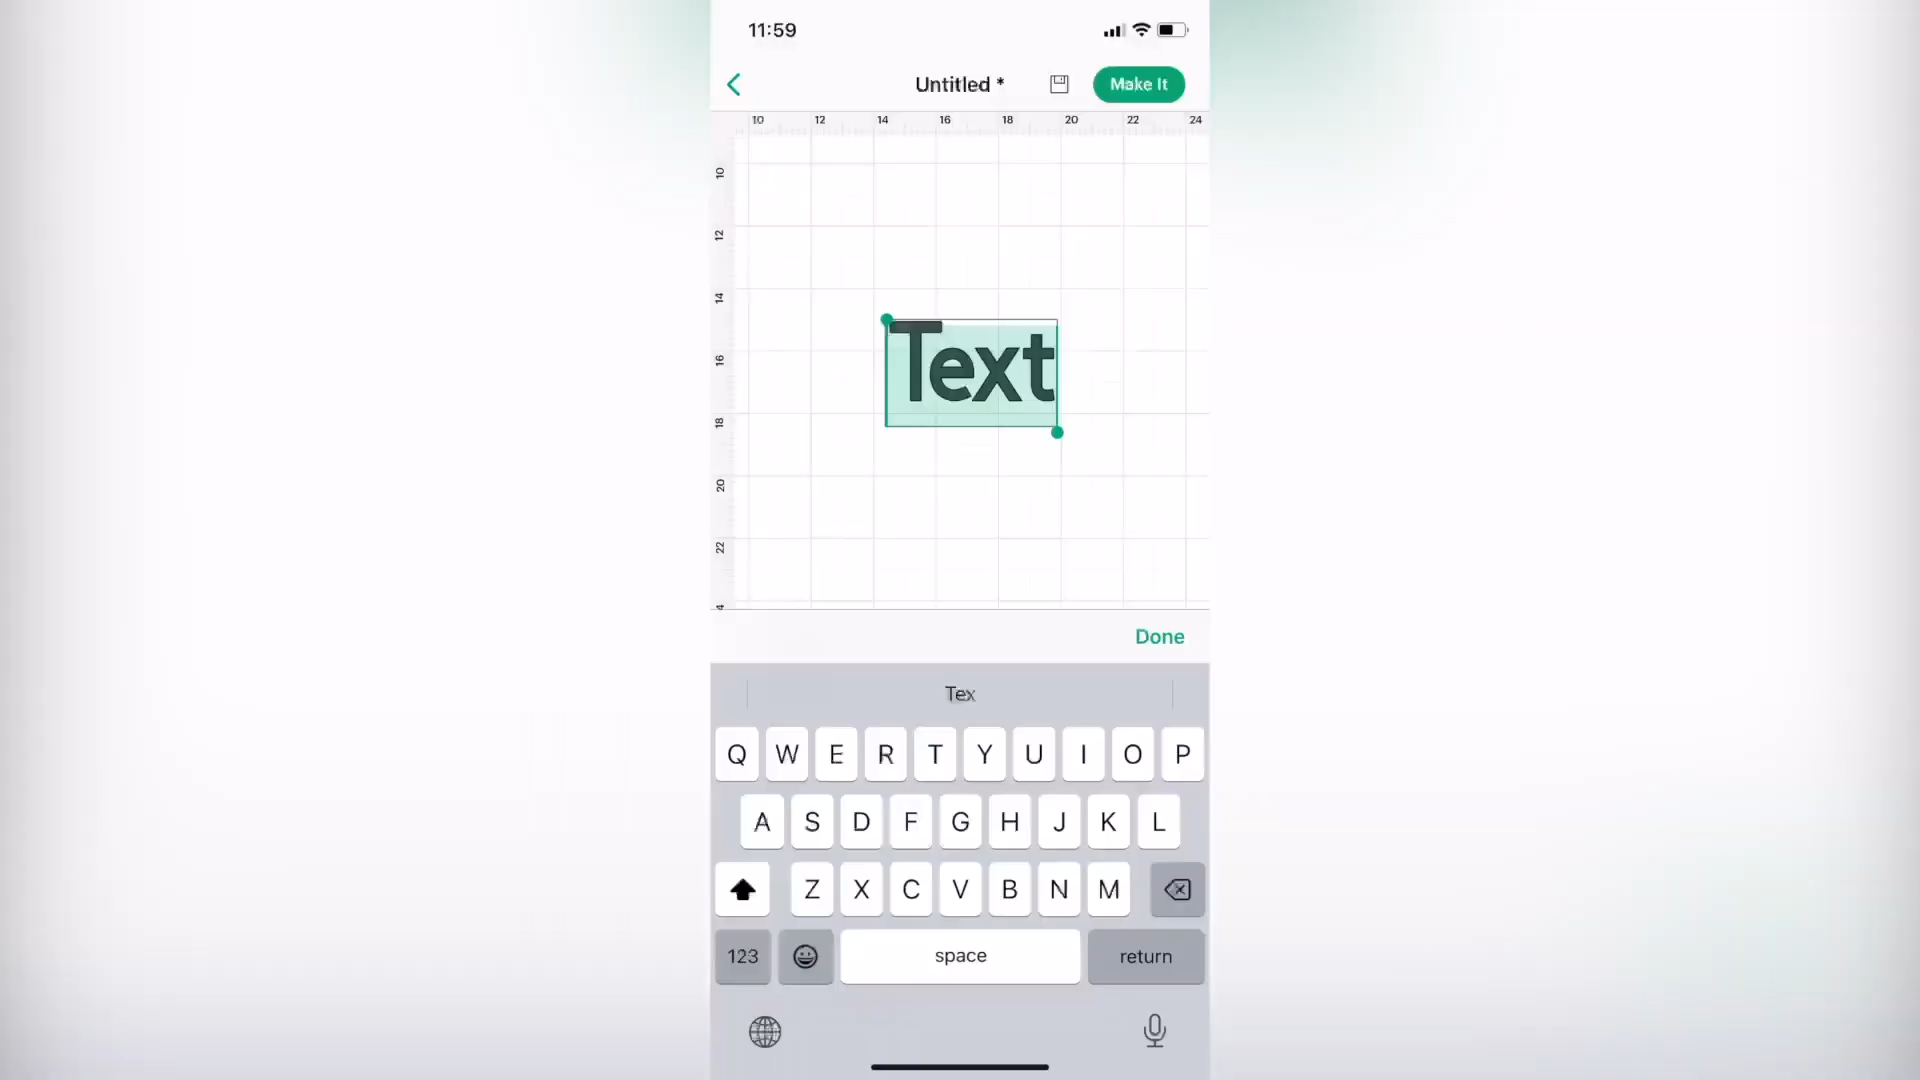 11:59
Untitled *
Make It
10 12 14 16 18 20 22 24
10
12
14
16
18
20
22
4
Text
Done
Tex
Q W E R T Y U I O P
A S D F G H J K L
Z X C V B N M
123 space return